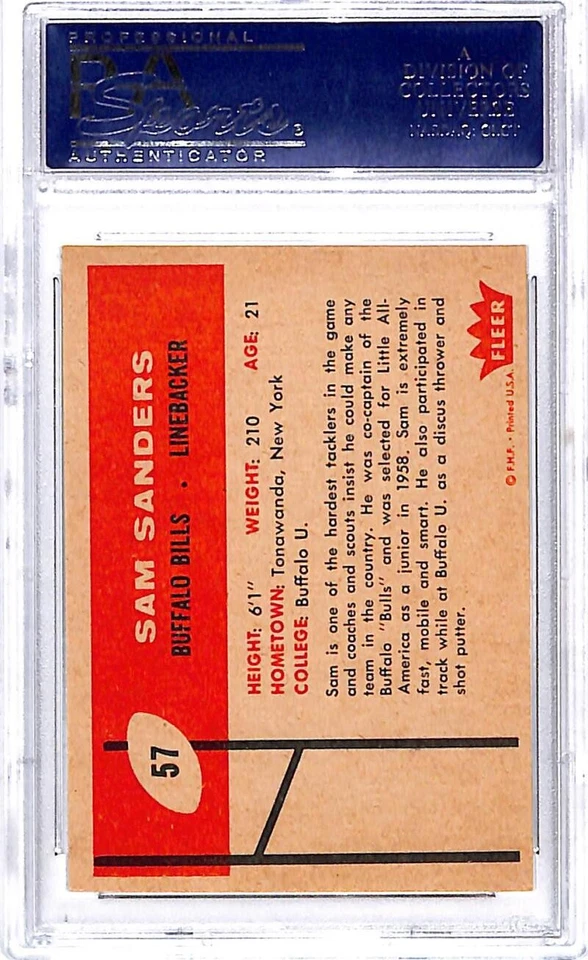 PROFESSIONAL
PSA
Sports
AUTHENTICATOR
A
DIVISION OF
COLLECTORS
UNIVERSE
NASDAQ: CLCT
57
SAM SANDERS
BUFFALO BILLS • LINEBACKER
HEIGHT: 6'1" WEIGHT: 210 AGE: 21
HOMETOWN: Tonawanda, New York
COLLEGE: Buffalo U.
Sam is one of the hardest tacklers in the game
and coaches and scouts insist he could make any
team in the country. He was co-captain of the
Buffalo "Bulls" and was selected for Little All-
America as a junior in 1958. Sam is extremely
fast, mobile and smart. He also participated in
track while at Buffalo U. as a discus thrower and
shot putter.
© F.H.F. • Printed U.S.A.
FLEER